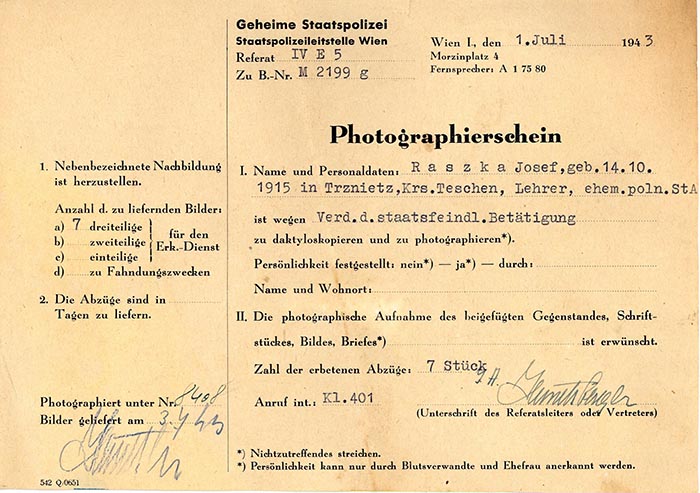 Geheime Staatspolizei
Staatspolizeileitstelle Wien
Referat IV E 5
Zu B.-Nr. M 2199 g
Wien I., den 1. Juli 1943
Morzinplatz 4
Fernsprecher: A 1 75 80
Photographierschein
1. Nebenbezeichnete Nachbildung
ist herzustellen.
Anzahl d. zu liefernden Bilder:
a) 7 dreiteilige
b) zweiteilige
c) einteilige
für den
Erk.-Dienst
d) zu Fahndungszwecken
2. Die Abzüge sind in
Tagen zu liefern.
Photographiert unter Nr. 8408
Bilder geliefert am 3.
542 Q/0651
I. Name und Personaldaten: R a s z k a Josef,geb.14.10.
1915 in Trznietz,Krs.Teschen, Lehrer, ehem.poln.StA
ist wegen Verd.d.staatsfeindl.Betätigung
zu daktyloskopieren und zu photographieren*).
Persönlichkeit festgestellt: nein*) — ja*) — durch:
Name und Wohnort:
II. Die photographische Aufnahme des beigefügten Gegenstandes, Schrift-
stückes, Bildes, Briefes*) ist erwünscht.
Zahl der erbetenen Abzüge: 7 Stück
Anruf int.: Kl.401
(Unterschrift des Referatsleiters oder Vertreters)
*) Nichtzutreffendes streichen.
*) Persönlichkeit kann nur durch Blutsverwandte und Ehefrau anerkannt werden.